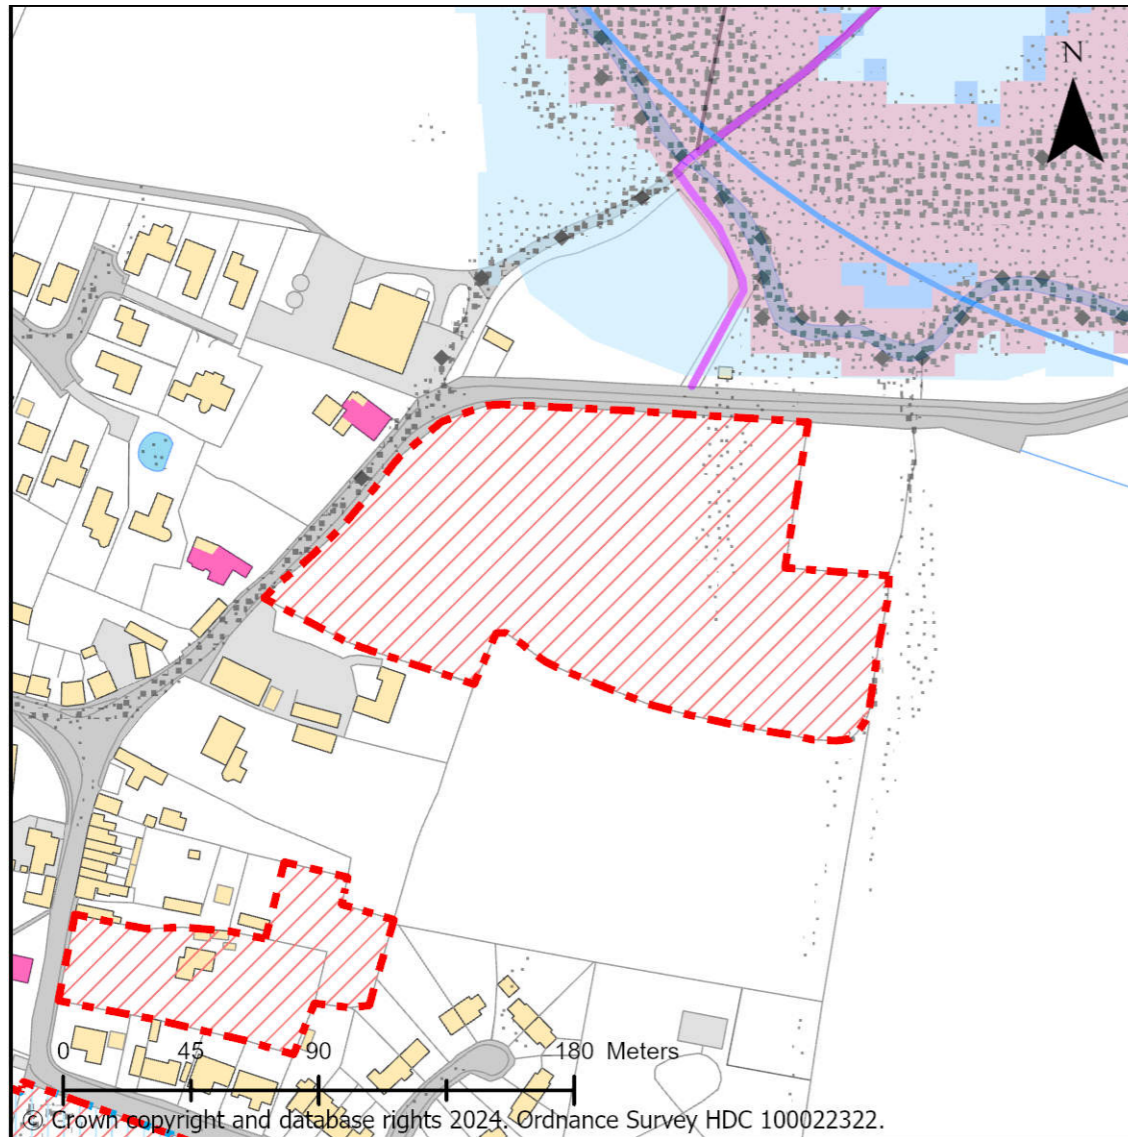 N
0 45 90 180 Meters
© Crown copyright and database rights 2024. Ordnance Survey HDC 100022322.